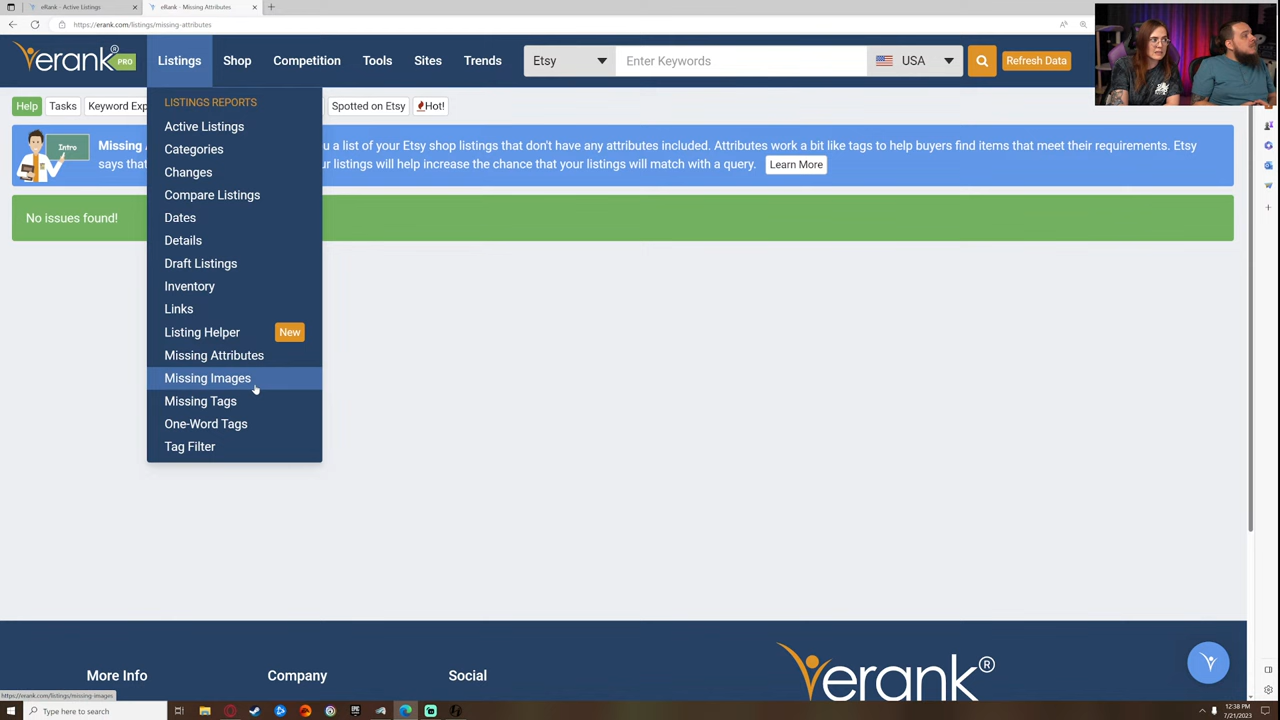 eRank - Active Listings
eRank - Missing Attributes
https://erank.com/listings/missing-attributes
erank® PRO
Listings
Shop
Competition
Tools
Sites
Trends
Etsy
Enter Keywords
USA
Refresh Data
Help
Tasks
Keyword Exp
Spotted on Etsy
Hot!
LISTINGS REPORTS
Active Listings
Categories
Changes
Compare Listings
Dates
Details
Draft Listings
Inventory
Links
Listing Helper New
Missing Attributes
Missing Images
Missing Tags
One-Word Tags
Tag Filter
Intro
Missing A u a list of your Etsy shop listings that don't have any attributes included. Attributes work a bit like tags to help buyers find items that meet their requirements. Etsy
says that ur listings will help increase the chance that your listings will match with a query. Learn More
No issues found!
More Info
Company
Social
erank®
https://erank.com/listings/missing-images
Type here to search
12:38 PM
7/21/2023